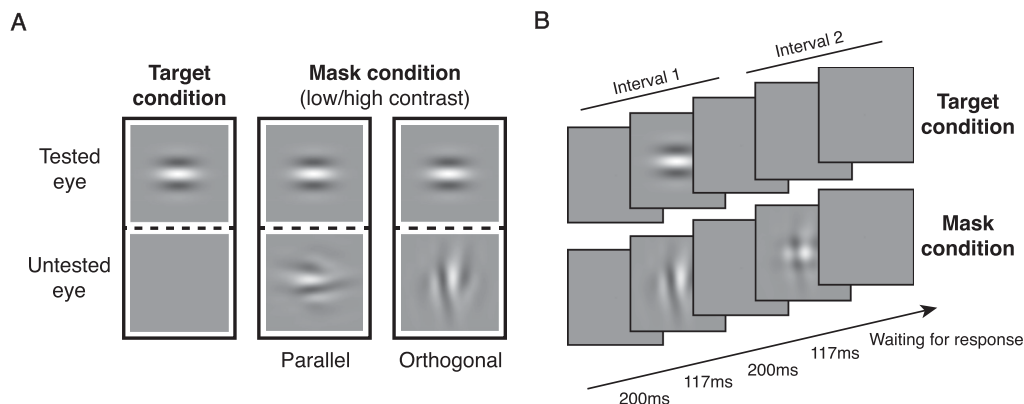 A
Target
condition
Mask condition
(low/high contrast)
Tested
eye
Untested
eye
Parallel
Orthogonal
B
Interval 1
Interval 2
Target
condition
Mask
condition
200ms
117ms
200ms
117ms
Waiting for response